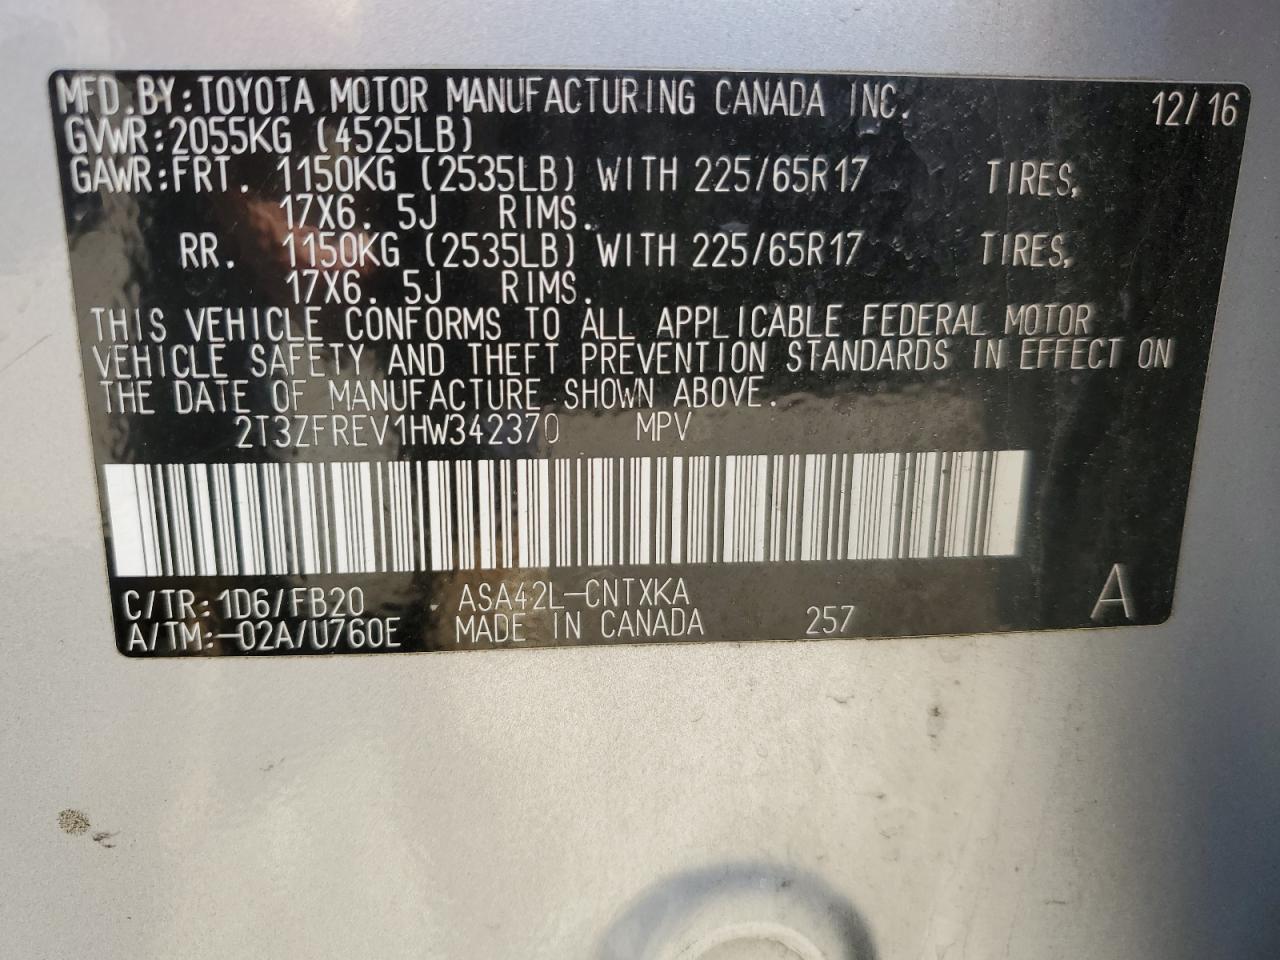 MFD.BY:TOYOTA MOTOR MANUFACTURING CANADA INC. 12/16
GVWR:2055KG (4525LB)
GAWR:FRT. 1150KG (2535LB) WITH 225/65R17 TIRES,
17X6.5J RIMS.
RR. 1150KG (2535LB) WITH 225/65R17 TIRES,
17X6.5J RIMS.
THIS VEHICLE CONFORMS TO ALL APPLICABLE FEDERAL MOTOR
VEHICLE SAFETY AND THEFT PREVENTION STANDARDS IN EFFECT ON
THE DATE OF MANUFACTURE SHOWN ABOVE.
2T3ZFREV1HW342370 MPV
C/TR:1D6/FB20 ASA42L-CNTXKA
A/TM:-02A/U760E MADE IN CANADA 257 A